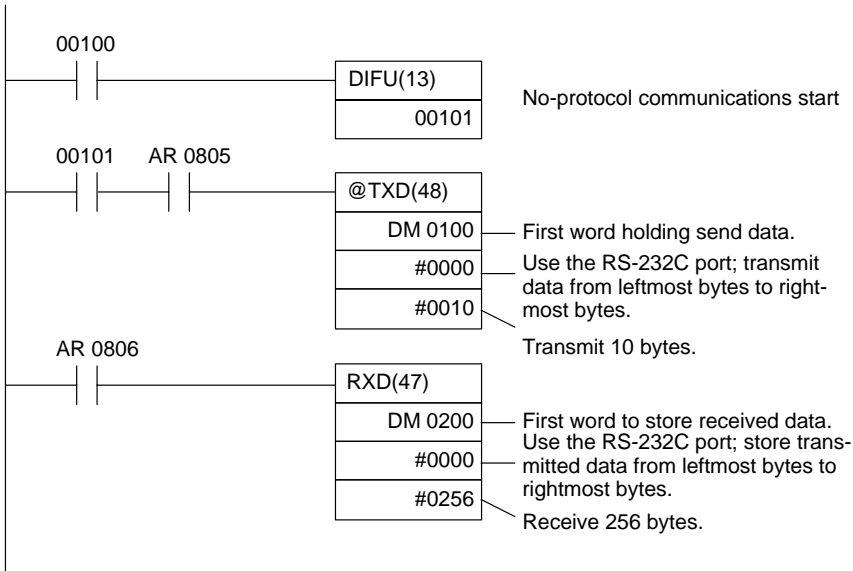 00100
DIFU(13)
00101
No-protocol communications start
00101 AR 0805
@TXD(48)
DM 0100
First word holding send data.
#0000
Use the RS-232C port; transmit
data from leftmost bytes to right-
most bytes.
#0010
Transmit 10 bytes.
AR 0806
RXD(47)
DM 0200
First word to store received data.
#0000
Use the RS-232C port; store trans-
mitted data from leftmost bytes to
rightmost bytes.
#0256
Receive 256 bytes.